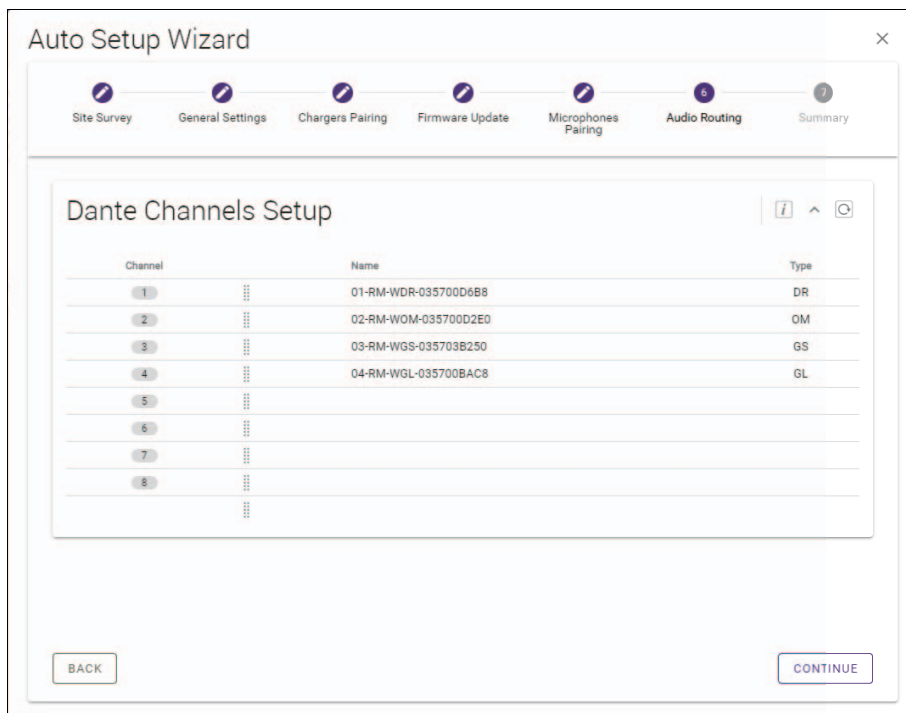 Auto Setup Wizard
Site Survey General Settings Chargers Pairing Firmware Update Microphones Pairing 6 Audio Routing 7 Summary
Dante Channels Setup
i
Channel Name Type
1 01-RM-WDR-035700D6B8 DR
2 02-RM-WOM-035700D2E0 OM
3 03-RM-WGS-035703B250 GS
4 04-RM-WGL-035700BAC8 GL
5
6
7
8
BACK CONTINUE